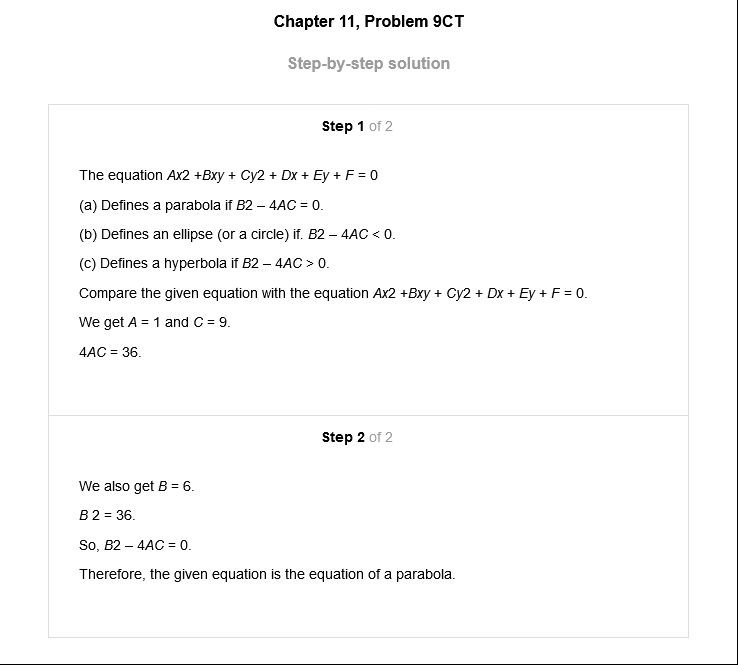 Chapter 11, Problem 9CT
Step-by-step solution
Step 1 of 2
The equation Ax2 +Bxy + Cy2 + Dx + Ey + F = 0
(a) Defines a parabola if B2 – 4AC = 0.
(b) Defines an ellipse (or a circle) if. B2 – 4AC < 0.
(c) Defines a hyperbola if B2 – 4AC > 0.
Compare the given equation with the equation Ax2 +Bxy + Cy2 + Dx + Ey + F = 0.
We get A = 1 and C = 9.
4AC = 36.
Step 2 of 2
We also get B = 6.
B 2 = 36.
So, B2 – 4AC = 0.
Therefore, the given equation is the equation of a parabola.